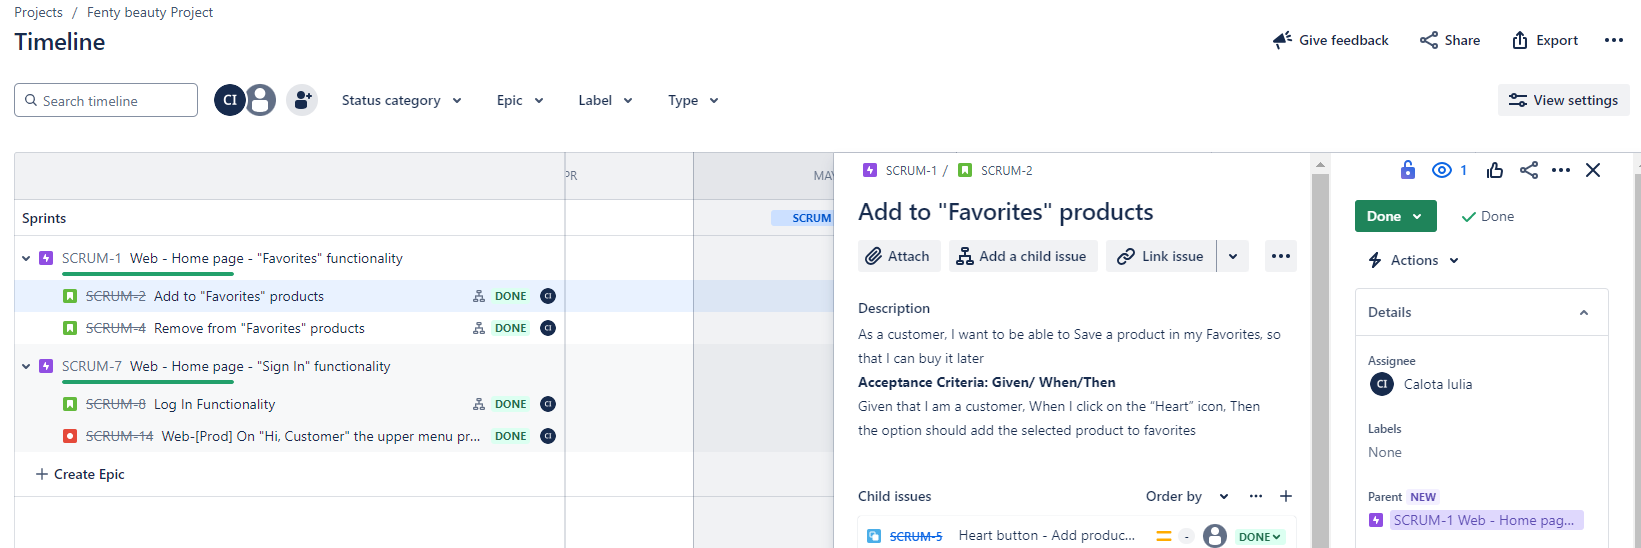 Projects / Fenty beauty Project
Timeline
Give feedback
Share
Export
Search timeline
CI
Status category
Epic
Label
Type
View settings
PR
MAY
Sprints
SCRUM
SCRUM-1 Web - Home page - "Favorites" functionality
SCRUM-2 Add to "Favorites" products DONE CI
SCRUM-4 Remove from "Favorites" products DONE CI
SCRUM-7 Web - Home page - "Sign In" functionality
SCRUM-8 Log In Functionality DONE CI
SCRUM-14 Web-[Prod] On "Hi, Customer" the upper menu pr... DONE CI
+ Create Epic
SCRUM-1 / SCRUM-2
Add to "Favorites" products
Attach
Add a child issue
Link issue
Description
As a customer, I want to be able to Save a product in my Favorites, so
that I can buy it later
Acceptance Criteria: Given/ When/Then
Given that I am a customer, When I click on the “Heart” icon, Then
the option should add the selected product to favorites
Child issues
Order by
SCRUM-5 Heart button - Add produc... - DONE
1
Done
Done
Actions
Details
Assignee
CI Calota Iulia
Labels
None
Parent NEW
SCRUM-1 Web - Home pag...